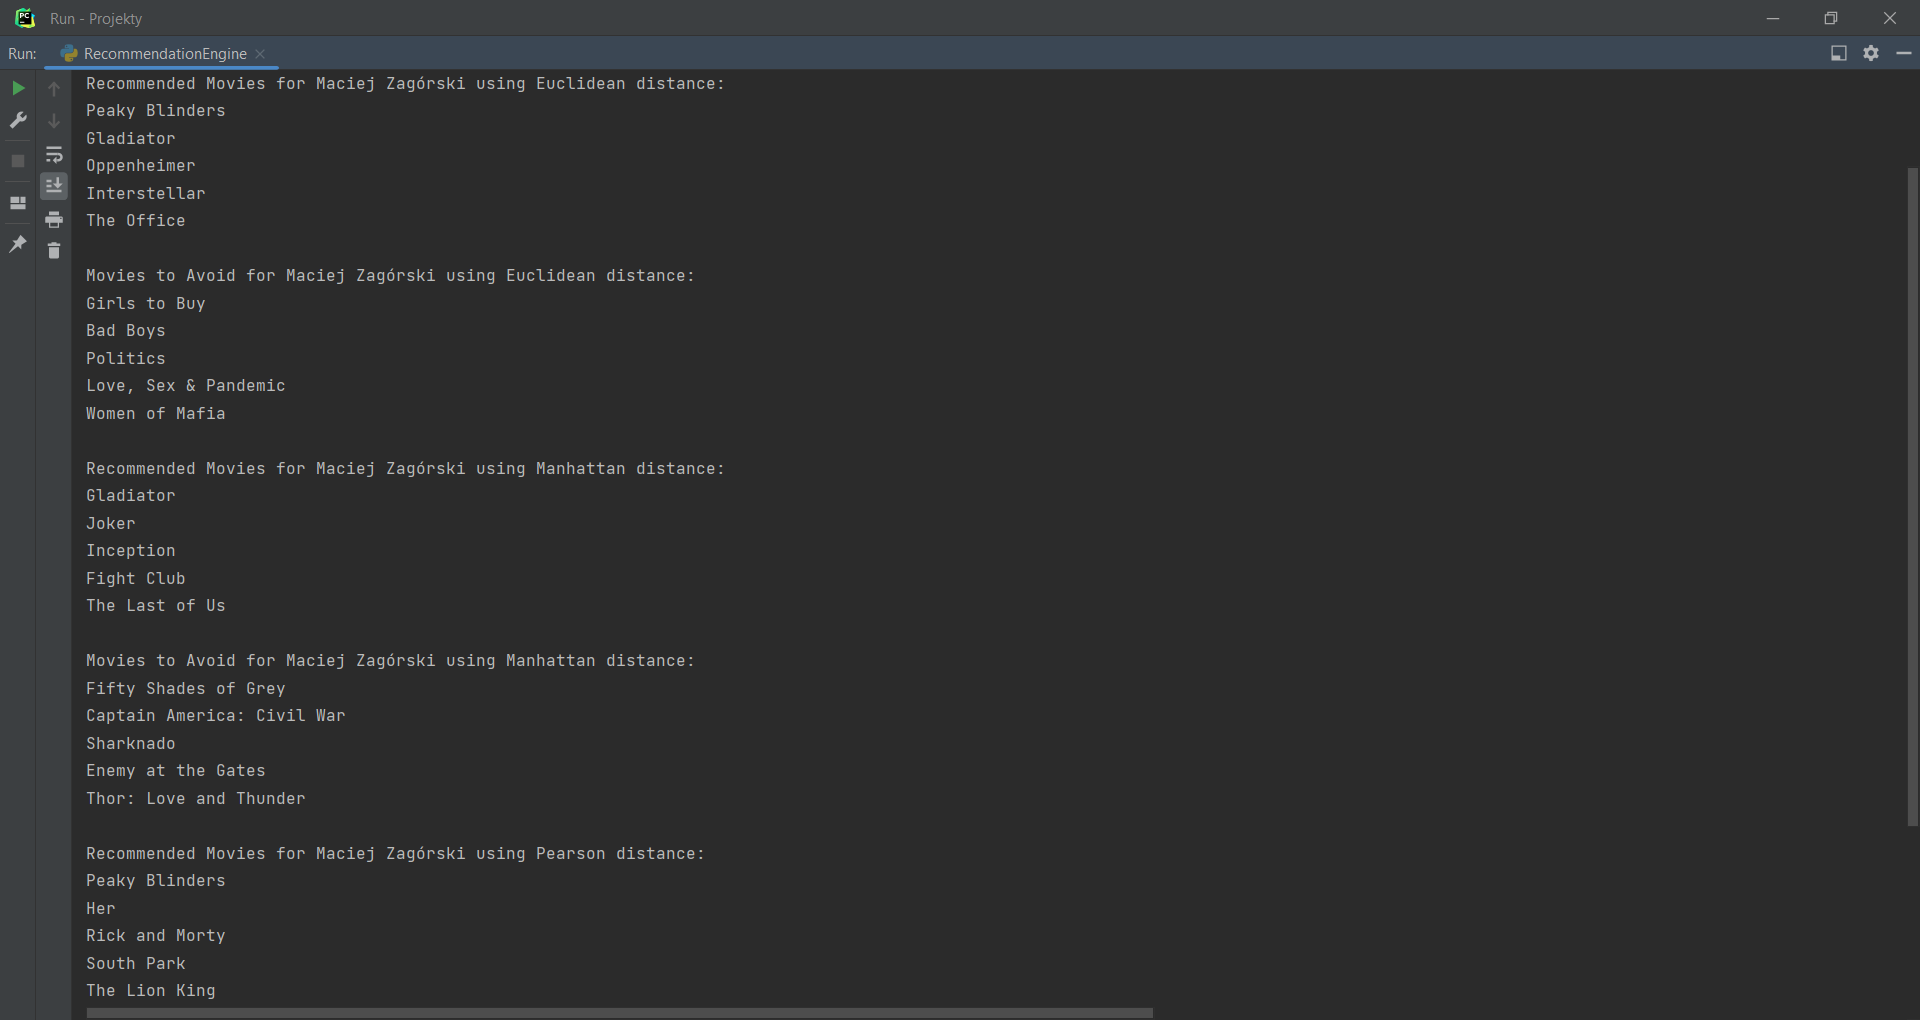 Run - Projekty
Run: RecommendationEngine
Recommended Movies for Maciej Zagórski using Euclidean distance:
Peaky Blinders
Gladiator
Oppenheimer
Interstellar
The Office
Movies to Avoid for Maciej Zagórski using Euclidean distance:
Girls to Buy
Bad Boys
Politics
Love, Sex & Pandemic
Women of Mafia
Recommended Movies for Maciej Zagórski using Manhattan distance:
Gladiator
Joker
Inception
Fight Club
The Last of Us
Movies to Avoid for Maciej Zagórski using Manhattan distance:
Fifty Shades of Grey
Captain America: Civil War
Sharknado
Enemy at the Gates
Thor: Love and Thunder
Recommended Movies for Maciej Zagórski using Pearson distance:
Peaky Blinders
Her
Rick and Morty
South Park
The Lion King